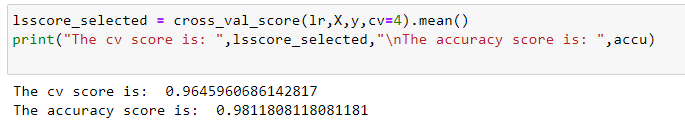 lsscore_selected = cross_val_score(lr,X,y,cv=4).mean()
print("The cv score is: ",lsscore_selected,"\nThe accuracy score is: ",accu)
The cv score is:  0.9645960686142817
The accuracy score is:  0.9811808118081181